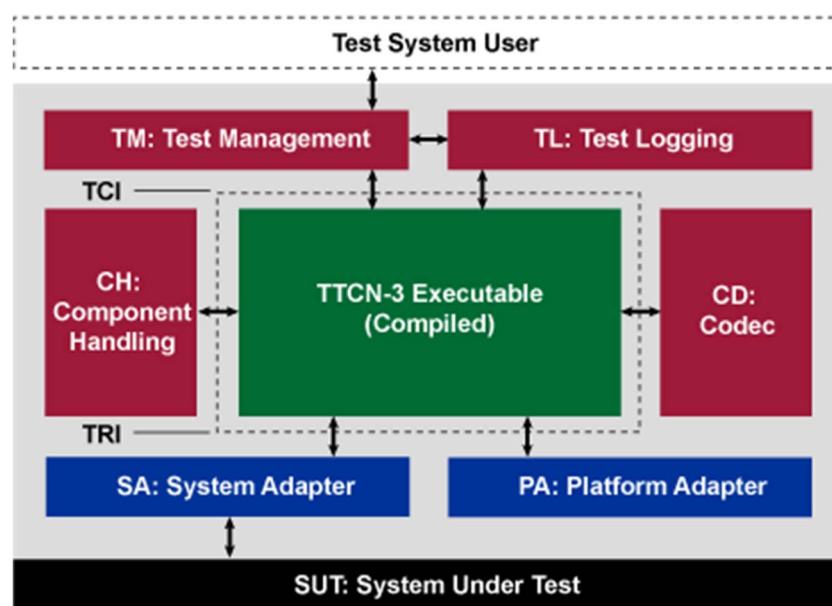 Test System User
TM: Test Management
TL: Test Logging
TCI
CH:
Component
Handling
TTCN-3 Executable
(Compiled)
CD:
Codec
TRI
SA: System Adapter
PA: Platform Adapter
SUT: System Under Test